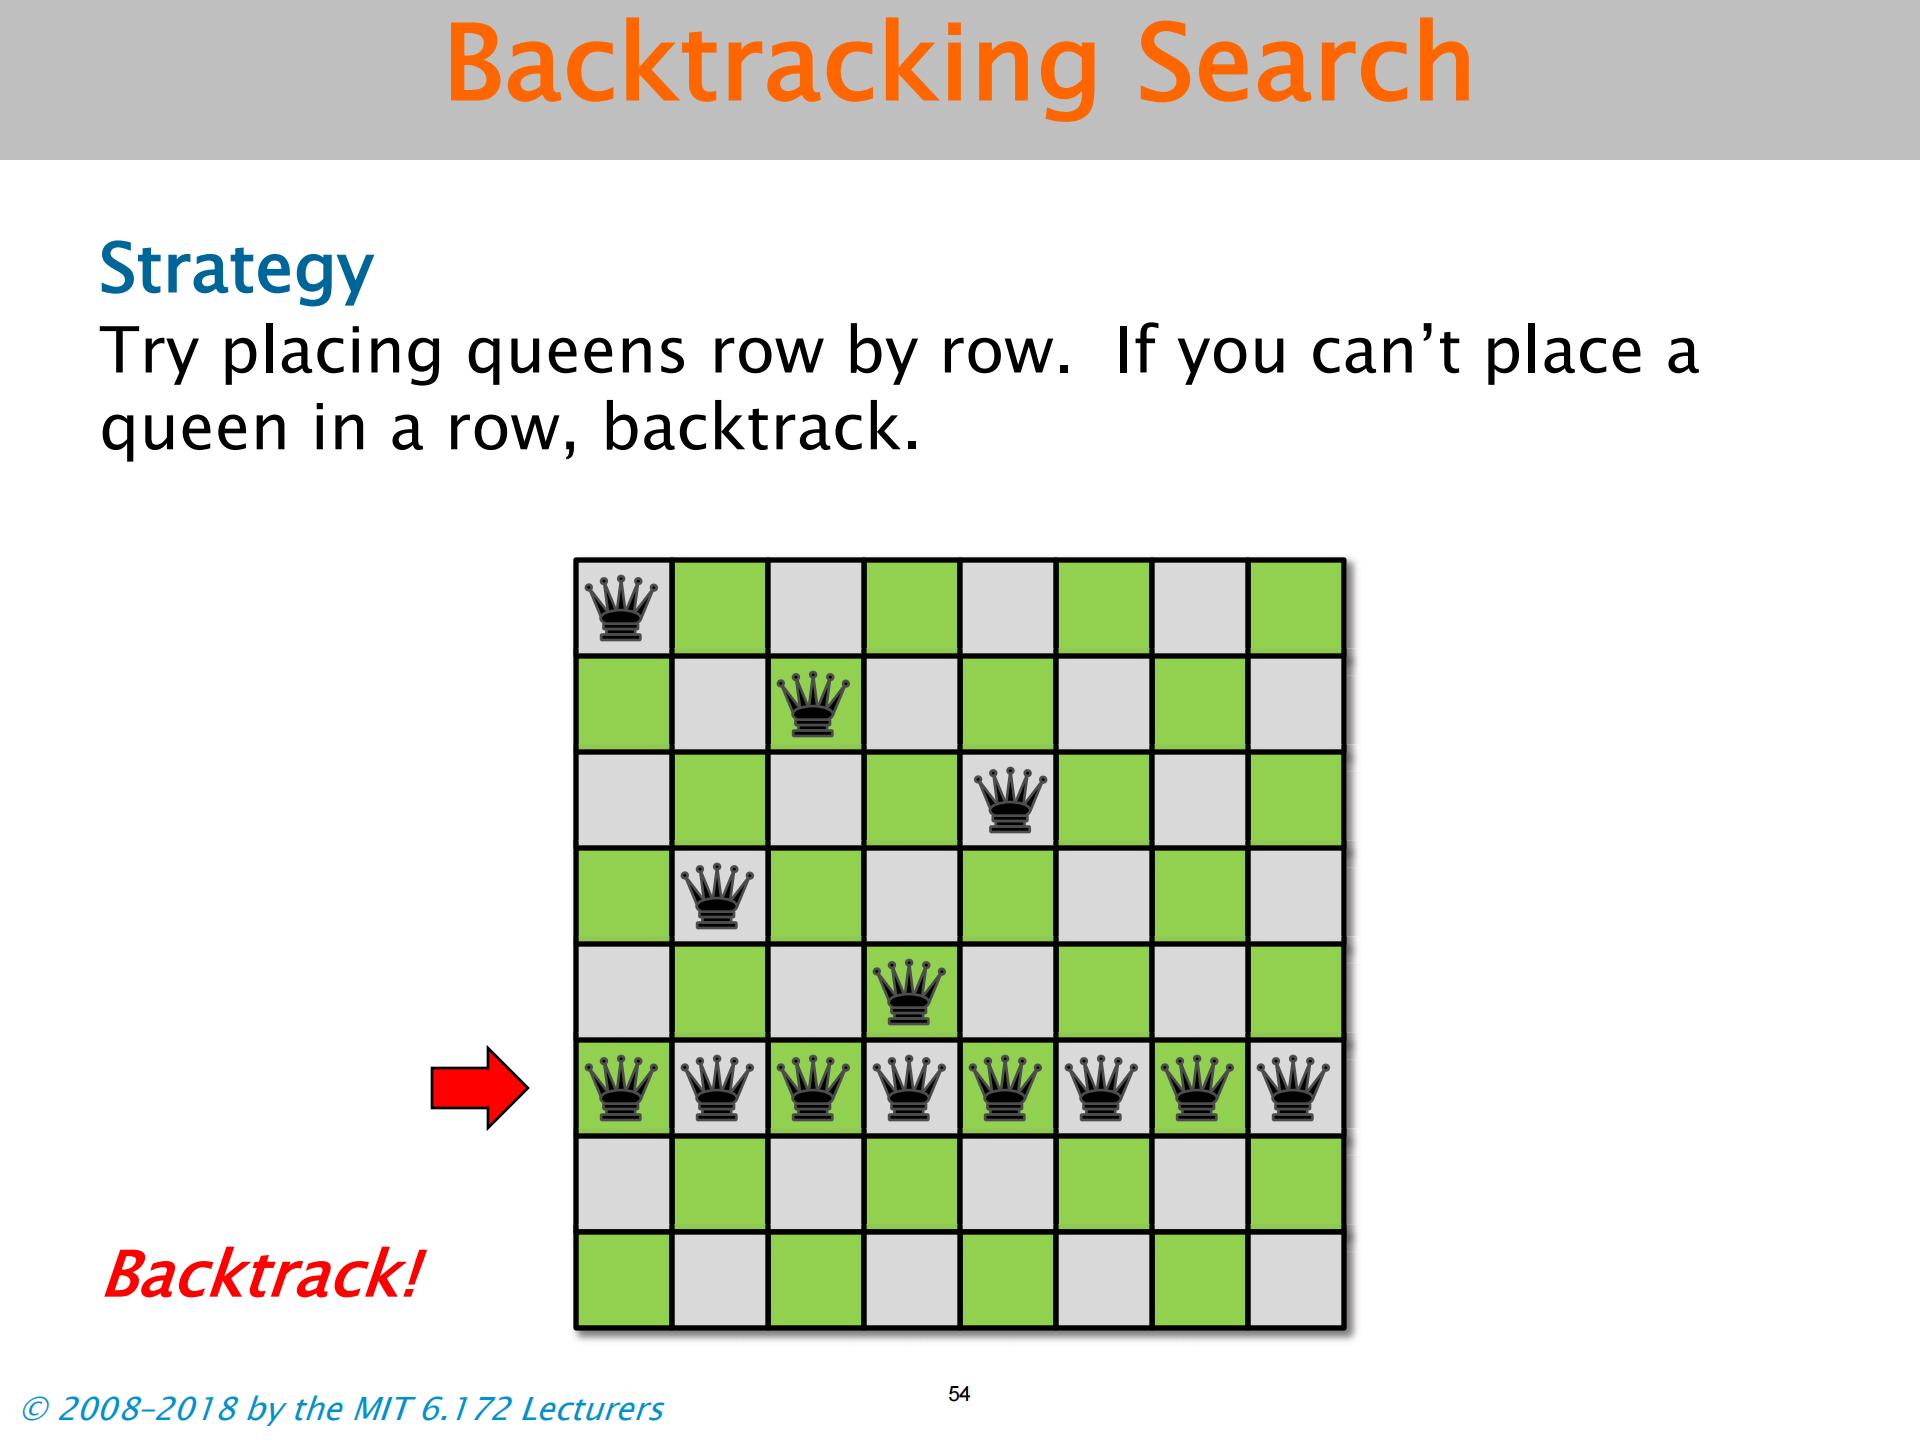 Backtracking Search
Strategy
Try placing queens row by row.  If you can’t place a
queen in a row, backtrack.
Backtrack!
© 2008–2018 by the MIT 6.172 Lecturers
54